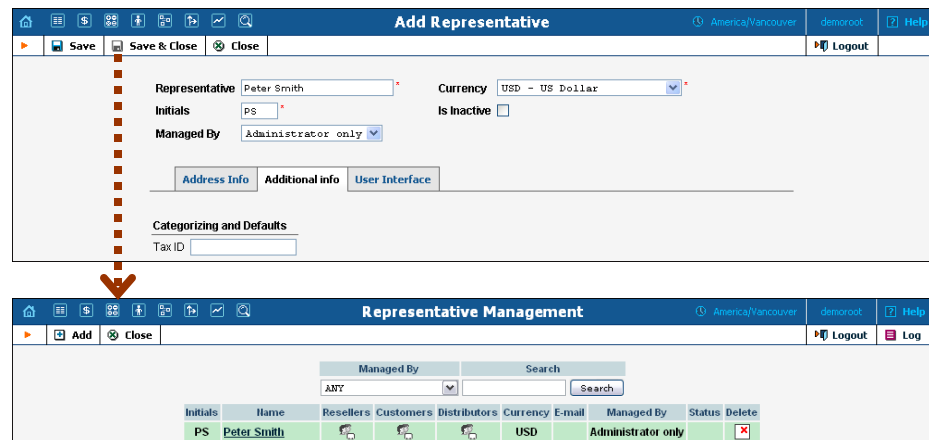 Add Representative America/Vancouver demoroot ? Help
Save Save & Close Close Logout
Representative Peter Smith * Currency USD - US Dollar *
Initials PS * Is Inactive
Managed By Administrator only
Address Info Additional info User Interface
Categorizing and Defaults
Tax ID
Representative Management America/Vancouver demoroot ? Help
Add Close Logout Log
Managed By Search
ANY Search
Initials Name Resellers Customers Distributors Currency E-mail Managed By Status Delete
PS Peter Smith USD Administrator only